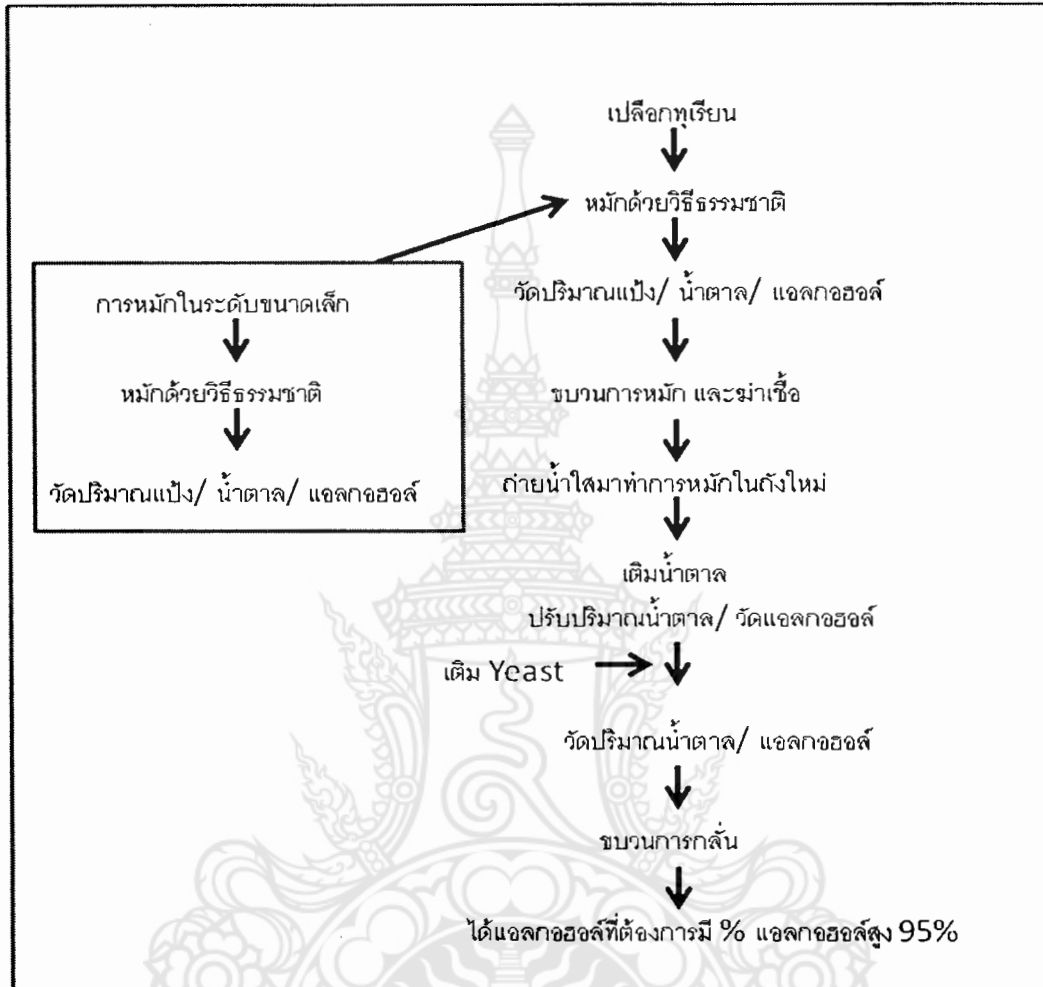 เปลือกทุเรียน
หมักด้วยวิธีธรรมชาติ
วัดปริมาณแป้ง/ น้ำตาล/ แอลกอฮอล์
ขบวนการหมัก และฆ่าเชื้อ
ถ่ายน้ำใสมาทำการหมักในถังใหม่
เติมน้ำตาล
ปรับปริมาณน้ำตาล/ วัดแอลกอฮอล์
เติม Yeast
วัดปริมาณน้ำตาล/ แอลกอฮอล์
ขบวนการกลั่น
ได้แอลกอฮอล์ที่ต้องการมี % แอลกอฮอล์สูง 95%
การหมักในระดับขนาดเล็ก
หมักด้วยวิธีธรรมชาติ
วัดปริมาณแป้ง/ น้ำตาล/ แอลกอฮอล์